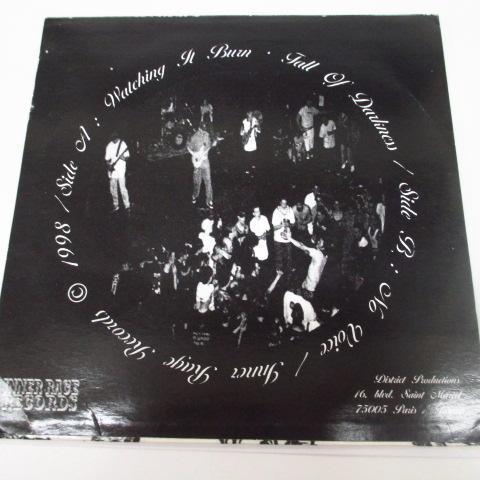 © 1998 / Side A : Watching It Burn · Fall Of Darkness / Side B : No Voice / Inner Rage Records
INNER RAGE
RECORDS
District Productions
16, blvd. Saint Marcel
75005 Paris /